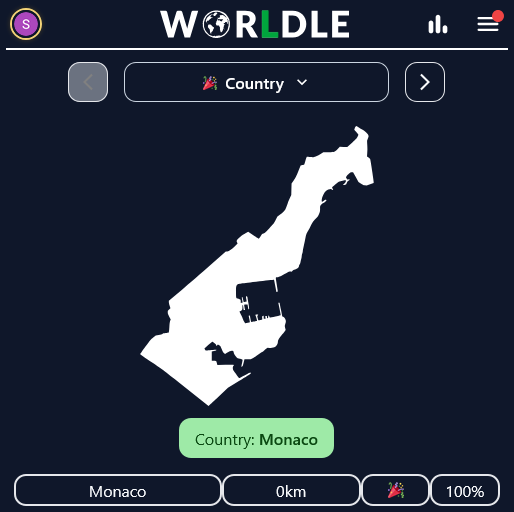 S
WORLDLE
🎉 Country
Country: Monaco
Monaco 0km 🎉 100%